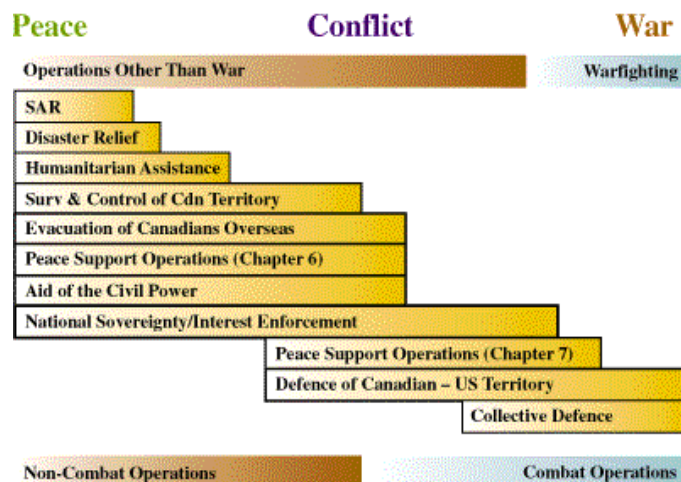 Peace Conflict War
Operations Other Than War Warfighting
SAR
Disaster Relief
Humanitarian Assistance
Surv & Control of Cdn Territory
Evacuation of Canadians Overseas
Peace Support Operations (Chapter 6)
Aid of the Civil Power
National Sovereignty/Interest Enforcement
Peace Support Operations (Chapter 7)
Defence of Canadian – US Territory
Collective Defence
Non-Combat Operations Combat Operations